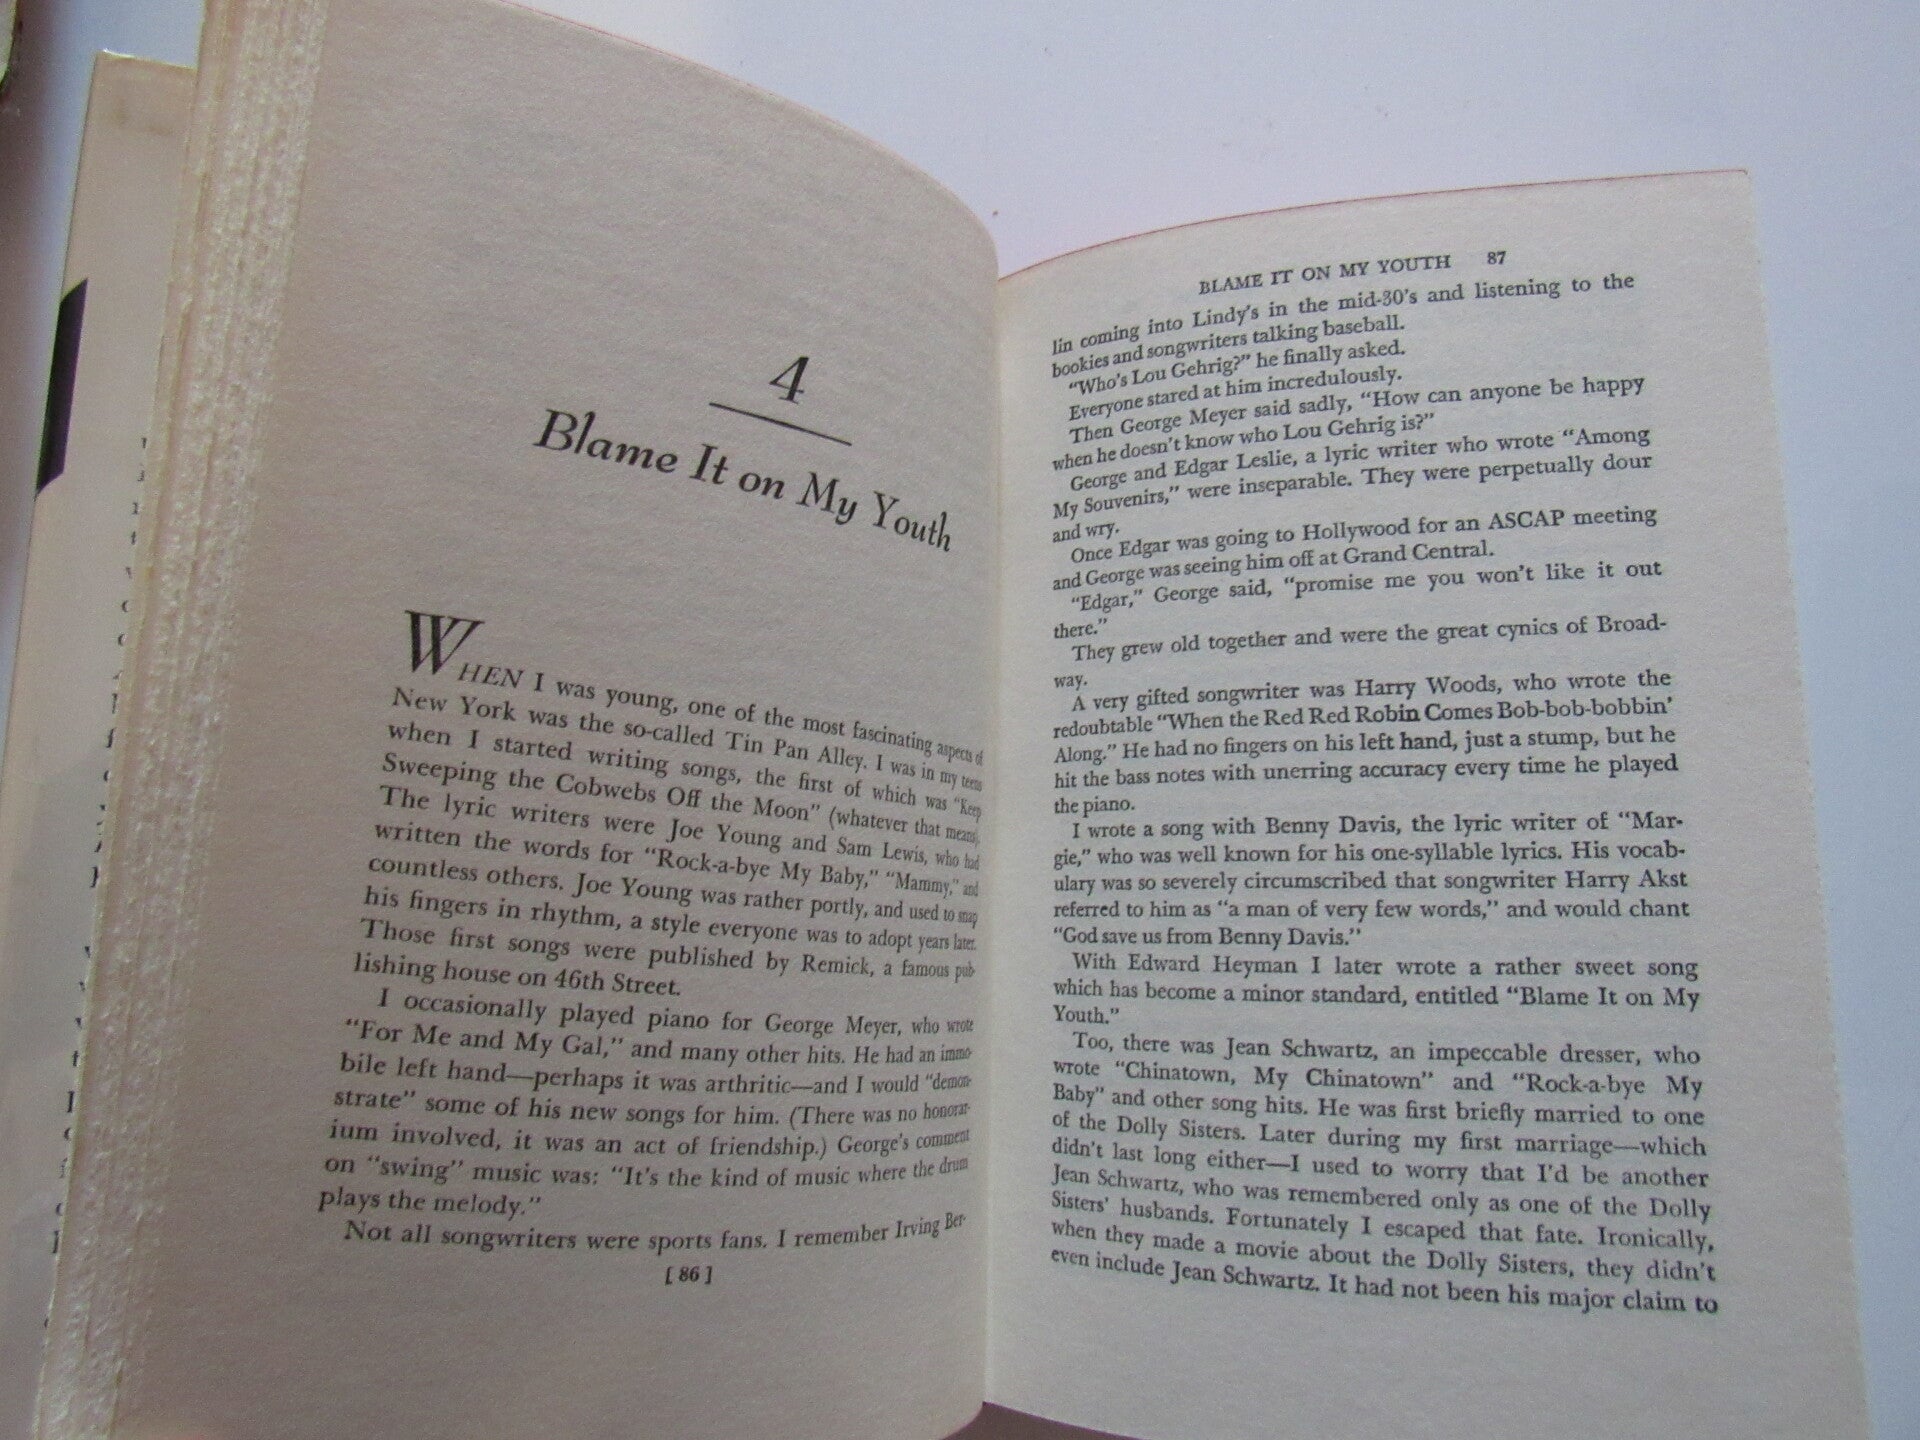 4
Blame It on My Youth
WHEN I was young, one of the most fascinating aspects of
New York was the so-called Tin Pan Alley. I was in my teens
when I started writing songs, the first of which was "Keep
Sweeping the Cobwebs Off the Moon" (whatever that means).
The lyric writers were Joe Young and Sam Lewis, who had
written the words for "Rock-a-bye My Baby," "Mammy," and
countless others. Joe Young was rather portly, and used to snap
his fingers in rhythm, a style everyone was to adopt years later.
Those first songs were published by Remick, a famous pub-
lishing house on 46th Street.
I occasionally played piano for George Meyer, who wrote
"For Me and My Gal," and many other hits. He had an immo-
bile left hand—perhaps it was arthritic—and I would "demon-
strate" some of his new songs for him. (There was no honorar-
ium involved, it was an act of friendship.) George's comment
on "swing" music was: "It's the kind of music where the drum
plays the melody."
Not all songwriters were sports fans. I remember Irving Ber-
[ 86 ]
BLAME IT ON MY YOUTH 87
lin coming into Lindy's in the mid-30's and listening to the
bookies and songwriters talking baseball.
"Who's Lou Gehrig?" he finally asked.
Everyone stared at him incredulously.
Then George Meyer said sadly, "How can anyone be happy
when he doesn't know who Lou Gehrig is?"
George and Edgar Leslie, a lyric writer who wrote "Among
My Souvenirs," were inseparable. They were perpetually dour
and wry.
Once Edgar was going to Hollywood for an ASCAP meeting
and George was seeing him off at Grand Central.
"Edgar," George said, "promise me you won't like it out
there."
They grew old together and were the great cynics of Broad-
way.
A very gifted songwriter was Harry Woods, who wrote the
redoubtable "When the Red Red Robin Comes Bob-bob-bobbin'
Along." He had no fingers on his left hand, just a stump, but he
hit the bass notes with unerring accuracy every time he played
the piano.
I wrote a song with Benny Davis, the lyric writer of "Mar-
gie," who was well known for his one-syllable lyrics. His vocab-
ulary was so severely circumscribed that songwriter Harry Akst
referred to him as "a man of very few words," and would chant
"God save us from Benny Davis."
With Edward Heyman I later wrote a rather sweet song
which has become a minor standard, entitled "Blame It on My
Youth."
Too, there was Jean Schwartz, an impeccable dresser, who
wrote "Chinatown, My Chinatown" and "Rock-a-bye My
Baby" and other song hits. He was first briefly married to one
of the Dolly Sisters. Later during my first marriage—which
didn't last long either—I used to worry that I'd be another
Jean Schwartz, who was remembered only as one of the Dolly
Sisters' husbands. Fortunately I escaped that fate. Ironically,
when they made a movie about the Dolly Sisters, they didn't
even include Jean Schwartz. It had not been his major claim to